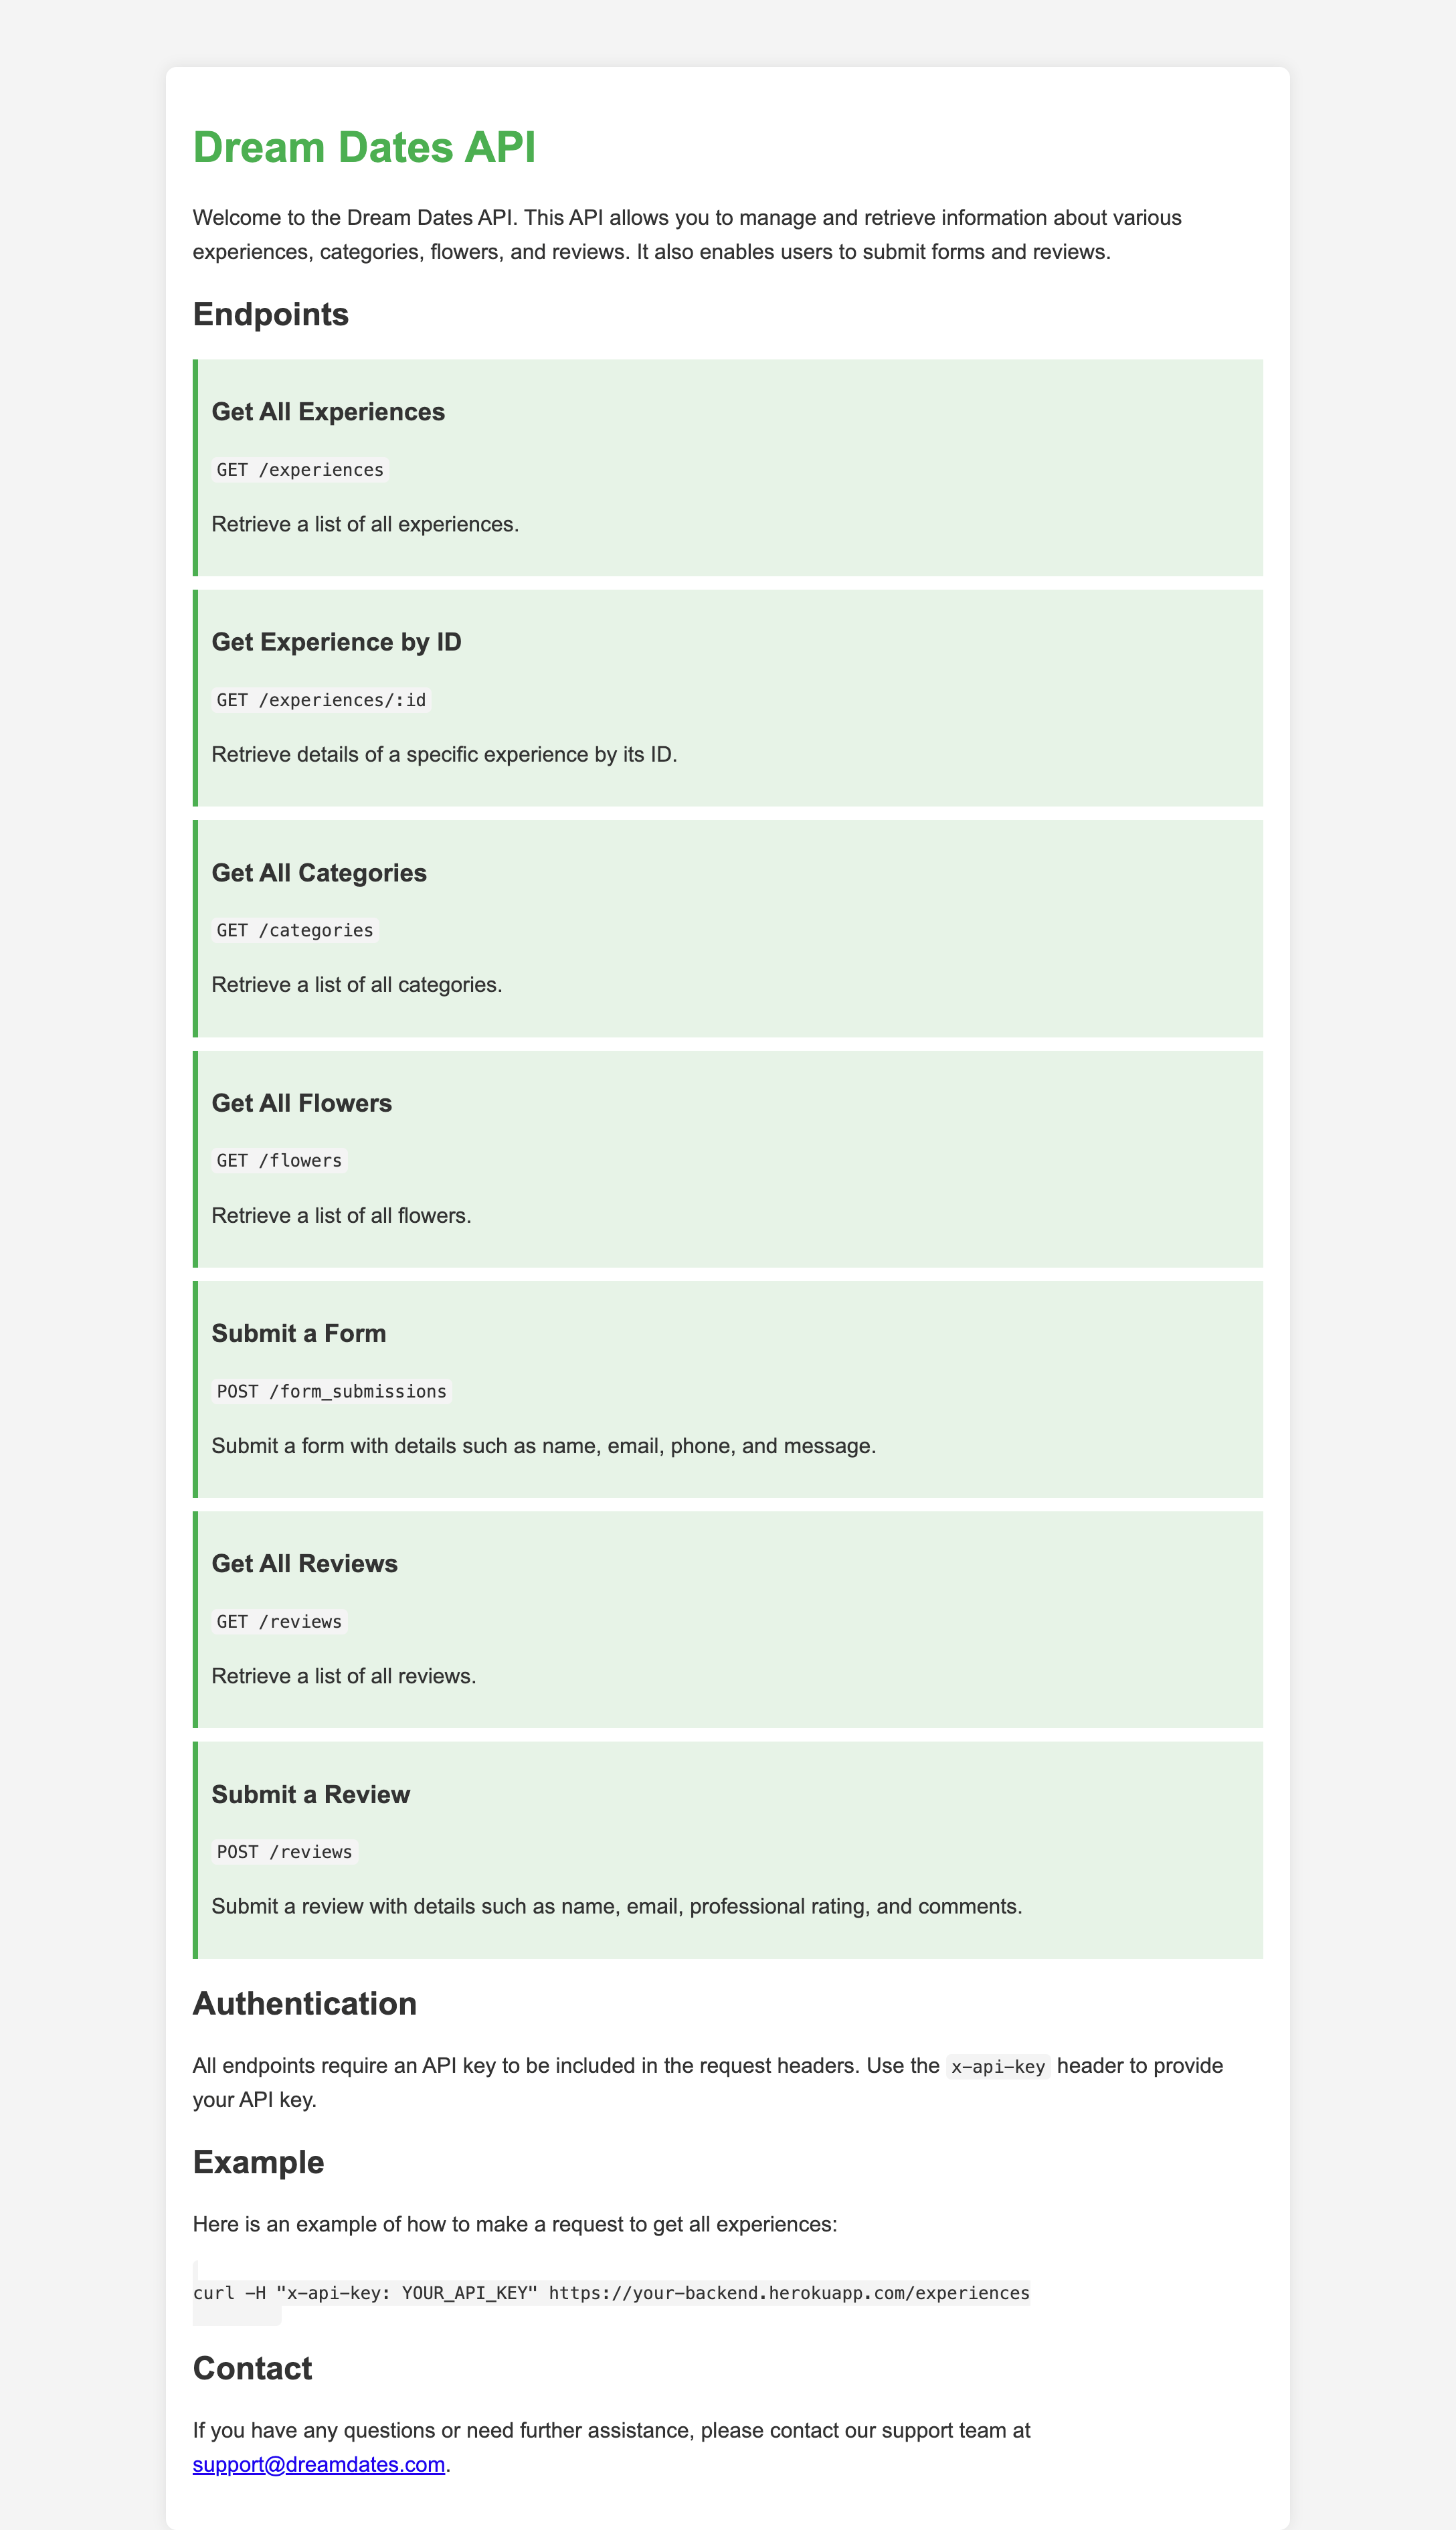 Dream Dates API
Welcome to the Dream Dates API. This API allows you to manage and retrieve information about various
experiences, categories, flowers, and reviews. It also enables users to submit forms and reviews.
Endpoints
Get All Experiences
GET /experiences
Retrieve a list of all experiences.
Get Experience by ID
GET /experiences/:id
Retrieve details of a specific experience by its ID.
Get All Categories
GET /categories
Retrieve a list of all categories.
Get All Flowers
GET /flowers
Retrieve a list of all flowers.
Submit a Form
POST /form_submissions
Submit a form with details such as name, email, phone, and message.
Get All Reviews
GET /reviews
Retrieve a list of all reviews.
Submit a Review
POST /reviews
Submit a review with details such as name, email, professional rating, and comments.
Authentication
All endpoints require an API key to be included in the request headers. Use the x-api-key header to provide
your API key.
Example
Here is an example of how to make a request to get all experiences:
curl -H "x-api-key: YOUR_API_KEY" https://your-backend.herokuapp.com/experiences
Contact
If you have any questions or need further assistance, please contact our support team at
support@dreamdates.com.